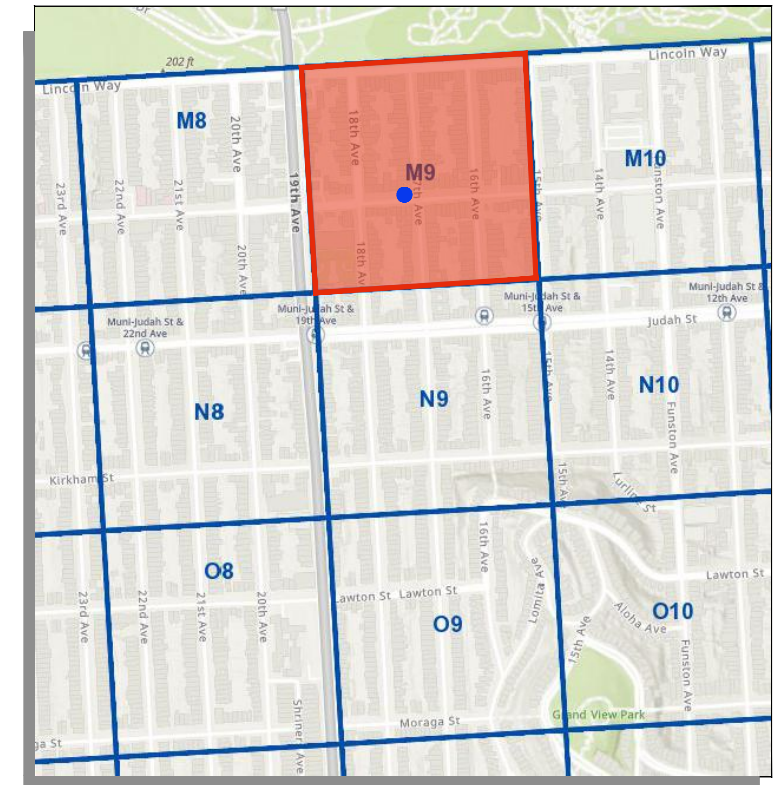 Dr
202 ft
Lincoln Way
Lincoln Way
M8
M9
M10
20th Ave
18th Ave
19th Ave
23rd Ave
22nd Ave
21st Ave
16th Ave
15th Ave
14th Ave
20th Ave
18th Ave
Muni-Judah St &
22nd Ave
Muni-Judah St &
19th Ave
Muni-Judah St &
15th Ave
Muni-Judah St &
12th Ave
Judah St
N8
N9
N10
16th Ave
15th Ave
14th Ave
Funston Ave
Kirkham St
15th Ave
Lurline St
O8
O9
O10
23rd Ave
22nd Ave
21st Ave
20th Ave
16th Ave
Lawton St
Lawton St
Lomita Ave
15th Ave
Aloha Ave
Lawton St
Funston Ave
Shriner
Ave
Moraga St
Grand View Park
ga St